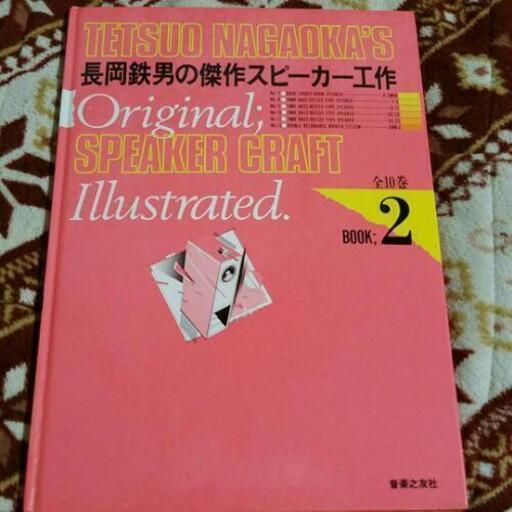 TETSUO NAGAOKA'S
長岡鉄男の傑作スピーカー工作
Original;
SPEAKER CRAFT
Illustrated.
全10巻
BOOK; 2
音楽之友社